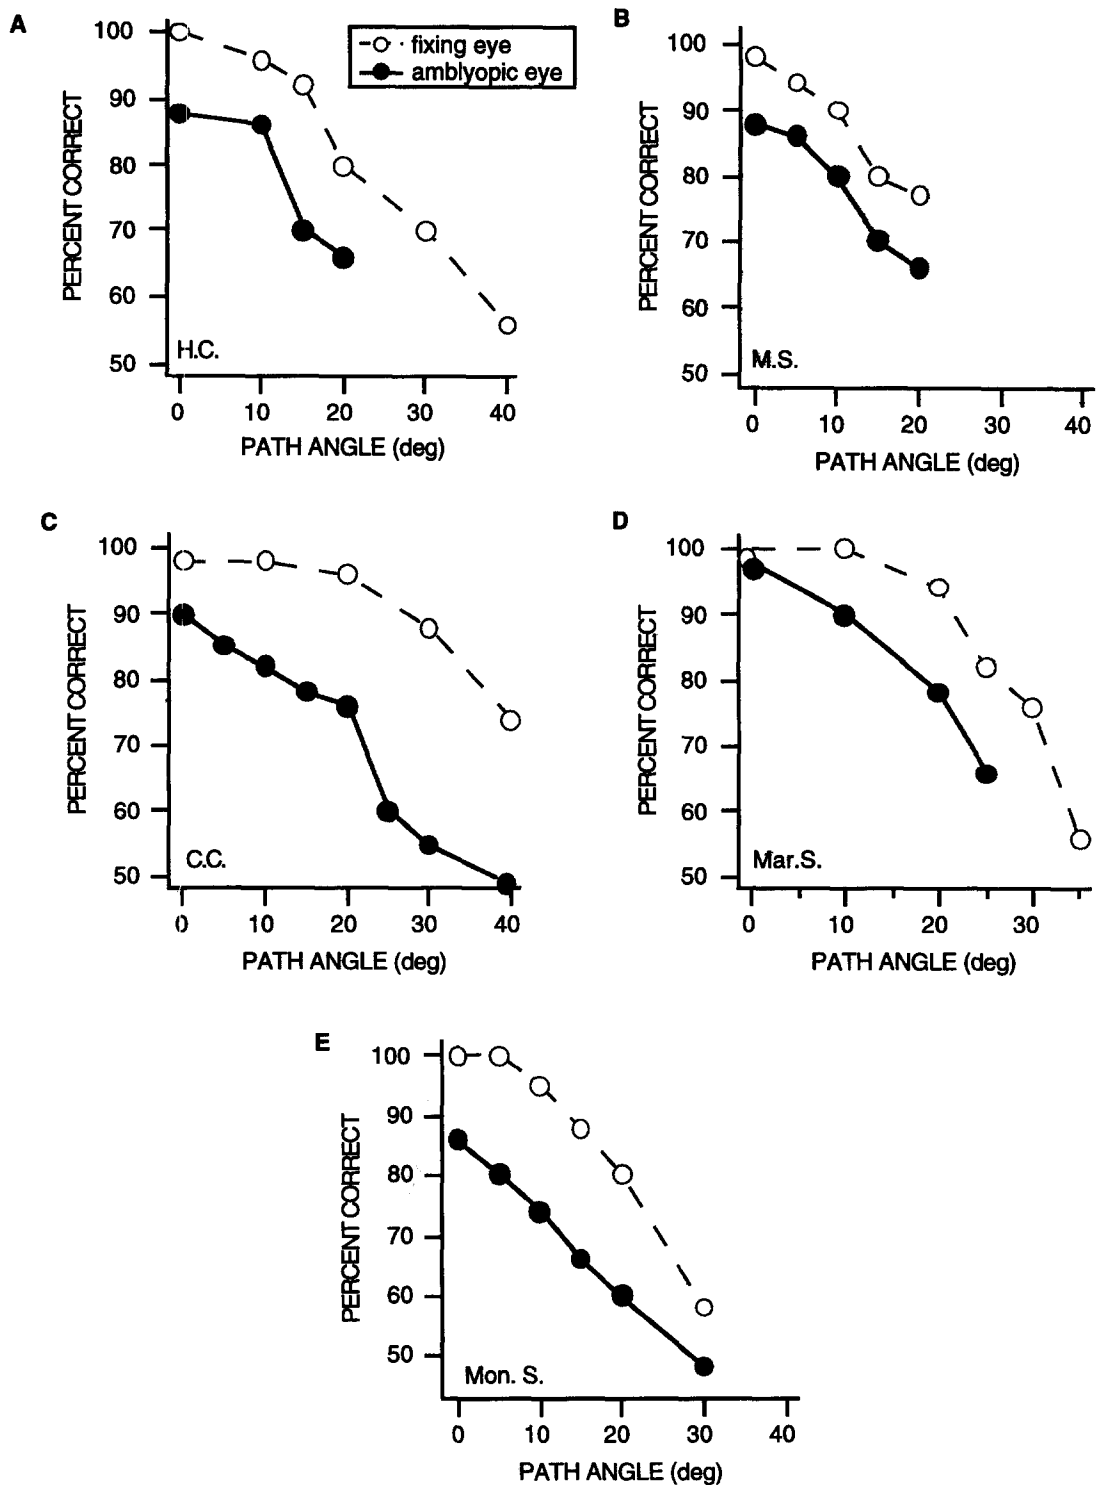 A
fixing eye
amblyopic eye
PERCENT CORRECT
100
90
80
70
60
50
H.C.
0 10 20 30 40
PATH ANGLE (deg)
B
PERCENT CORRECT
100
90
80
70
60
50
M.S.
0 10 20 30 40
PATH ANGLE (deg)
C
PERCENT CORRECT
100
90
80
70
60
50
C.C.
0 10 20 30 40
PATH ANGLE (deg)
D
PERCENT CORRECT
100
90
80
70
60
50
Mar.S.
0 10 20 30
PATH ANGLE (deg)
E
PERCENT CORRECT
100
90
80
70
60
50
Mon. S.
0 10 20 30 40
PATH ANGLE (deg)